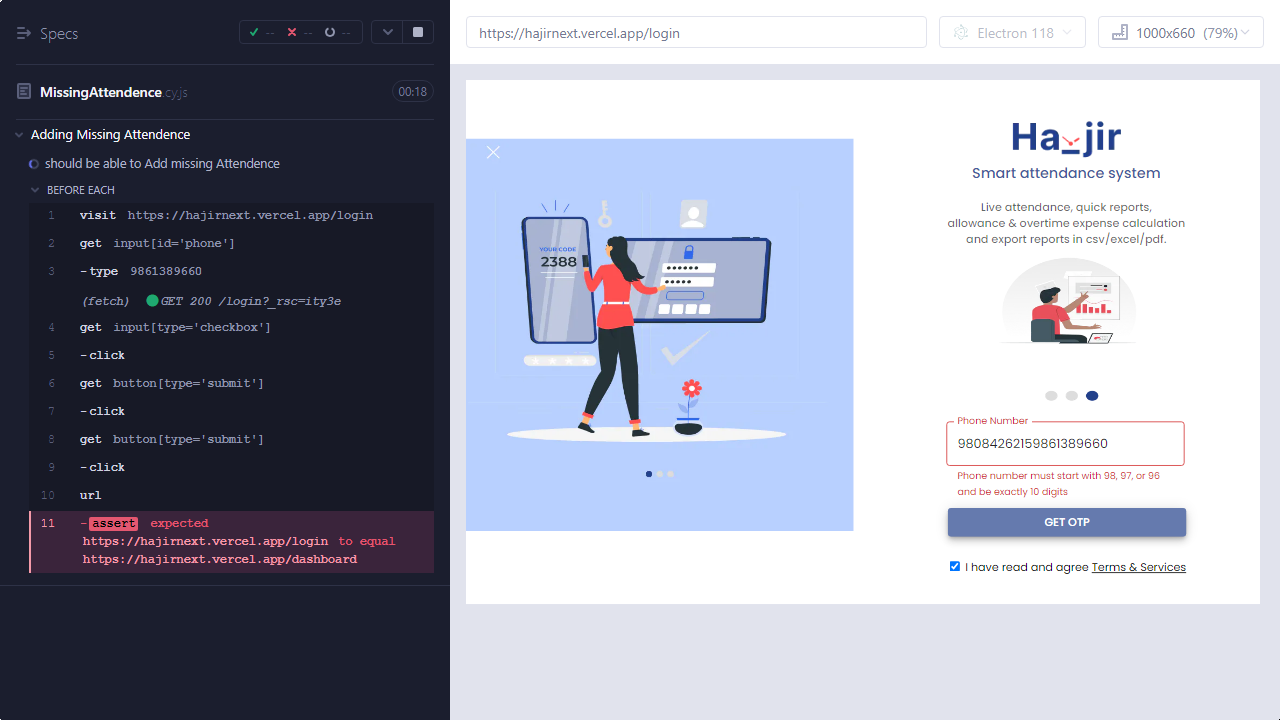 Specs
--
--
--
MissingAttendence.cy.js
00:18
Adding Missing Attendence
should be able to Add missing Attendence
BEFORE EACH
1 visit https://hajirnext.vercel.app/login
2 get input[id='phone']
3 -type 9861389660
(fetch) GET 200 /login?_rsc=ity3e
4 get input[type='checkbox']
5 -click
6 get button[type='submit']
7 -click
8 get button[type='submit']
9 -click
10 url
11 -assert expected
https://hajirnext.vercel.app/login to equal
https://hajirnext.vercel.app/dashboard
https://hajirnext.vercel.app/login
Electron 118
1000x660 (79%)
YOUR CODE
2388
Ha_jir
Smart attendance system
Live attendance, quick reports,
allowance & overtime expense calculation
and export reports in csv/excel/pdf.
Phone Number
98084262159861389660
Phone number must start with 98, 97, or 96
and be exactly 10 digits
GET OTP
I have read and agree Terms & Services